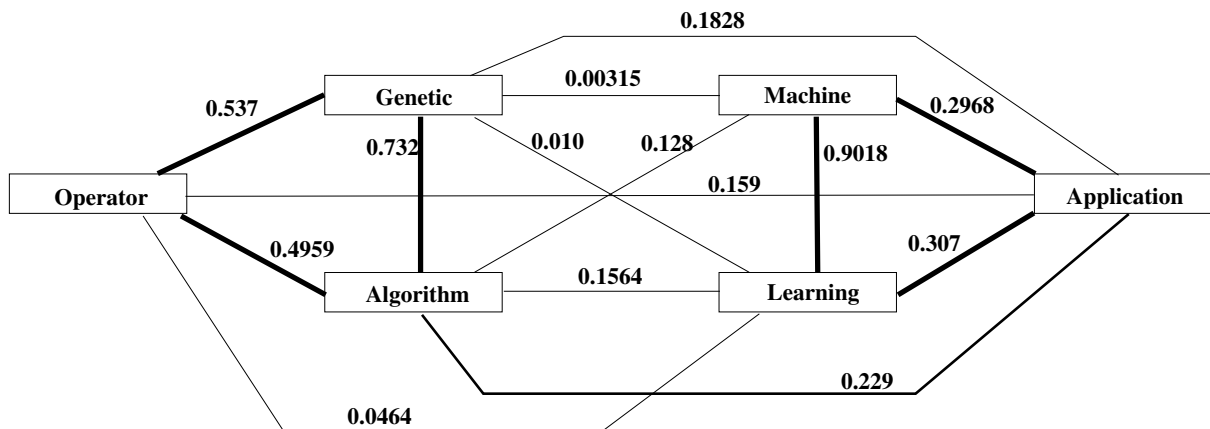 0.1828
Genetic
0.00315
Machine
0.537
0.2968
0.732
0.010
0.128
0.9018
Operator
0.159
Application
0.4959
0.307
Algorithm
0.1564
Learning
0.229
0.0464